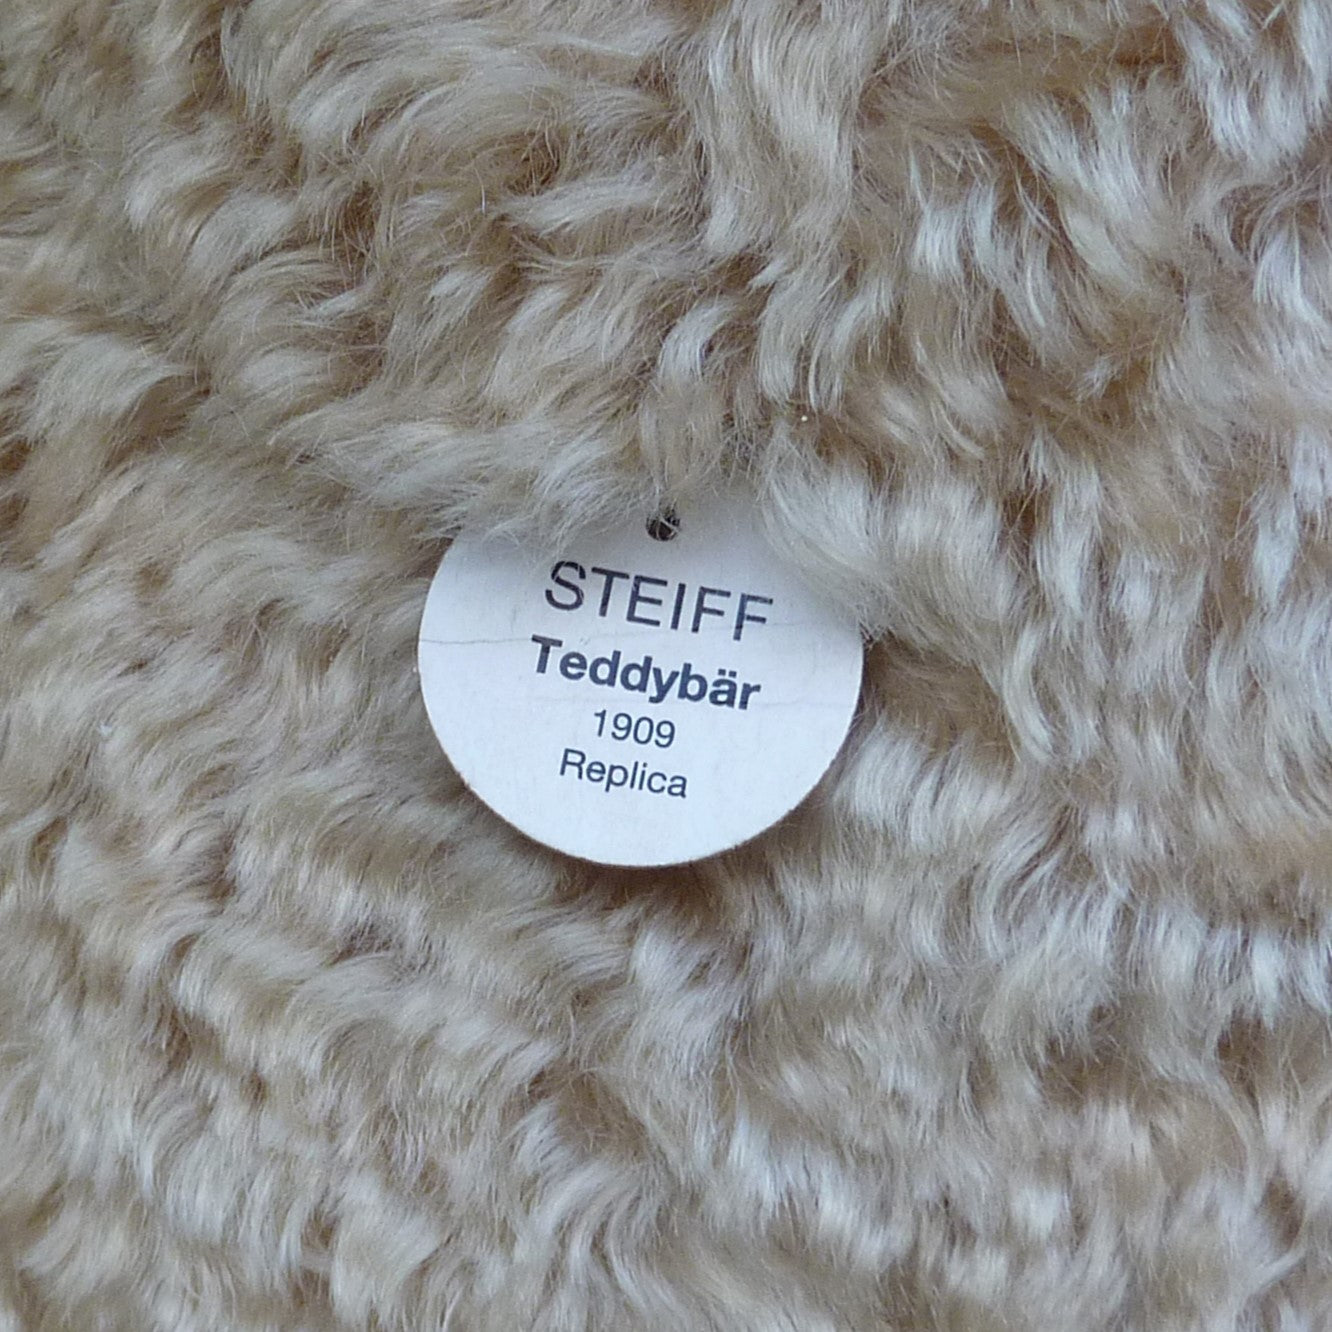 STEIFF
Teddybär
1909
Replica